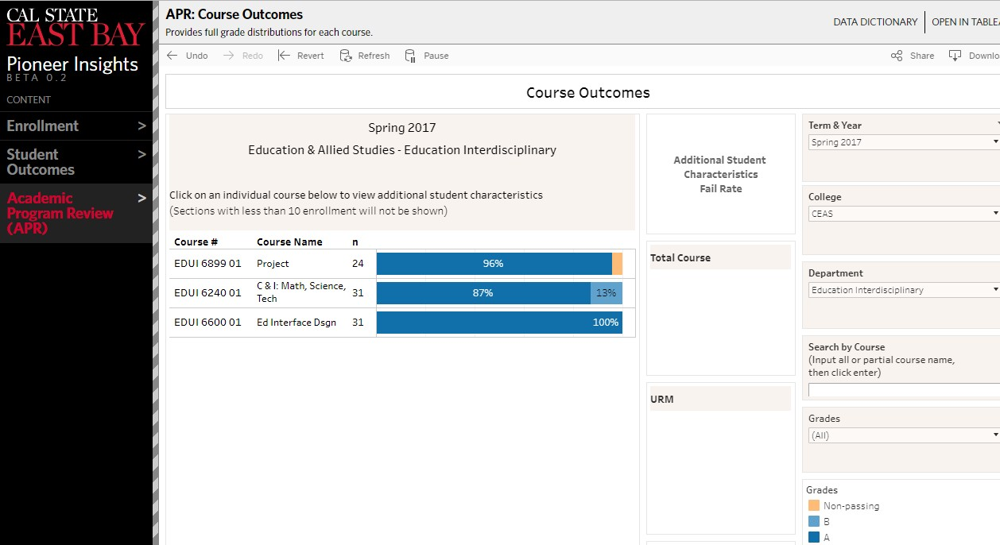 CAL STATE
EAST BAY
Pioneer Insights
BETA 0.2
CONTENT
Enrollment >
Student >
Outcomes
Academic >
Program Review
(APR)
APR: Course Outcomes
Provides full grade distributions for each course.
DATA DICTIONARY OPEN IN TABLEA
Undo Redo Revert Refresh Pause Share Downlo
Course Outcomes
Spring 2017
Education & Allied Studies - Education Interdisciplinary
Click on an individual course below to view additional student characteristics
(Sections with less than 10 enrollment will not be shown)
Course # Course Name n
EDUI 6899 01 Project 24 96%
EDUI 6240 01 C & I: Math, Science, 31 87% 13%
Tech
EDUI 6600 01 Ed Interface Dsgn 31 100%
Additional Student
Characteristics
Fail Rate
Total Course
URM
Term & Year
Spring 2017
College
CEAS
Department
Education Interdisciplinary
Search by Course
(Input all or partial course name,
then click enter)
Grades
(All)
Grades
Non-passing
B
A